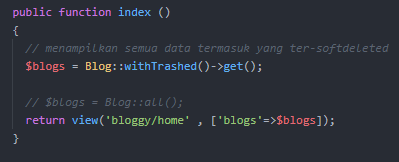 public function index ()
{
// menampilkan semua data termasuk yang ter-softdeleted
$blogs = Blog::withTrashed()->get();
// $blogs = Blog::all();
return view('bloggy/home' , ['blogs'=>$blogs]);
}